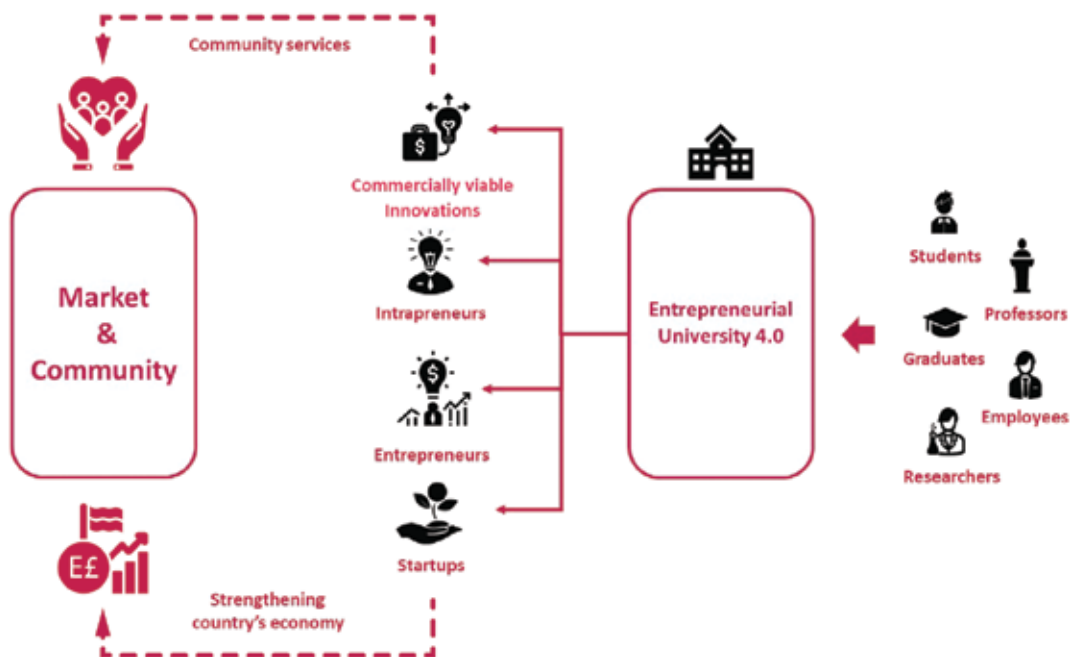 Community services
$
Commercially viable
Innovations
Intrapreneurs
$
Entrepreneurs
Startups
Market
&
Community
E£
Strengthening
country's economy
Entrepreneurial
University 4.0
Students
Professors
Graduates
Employees
Researchers